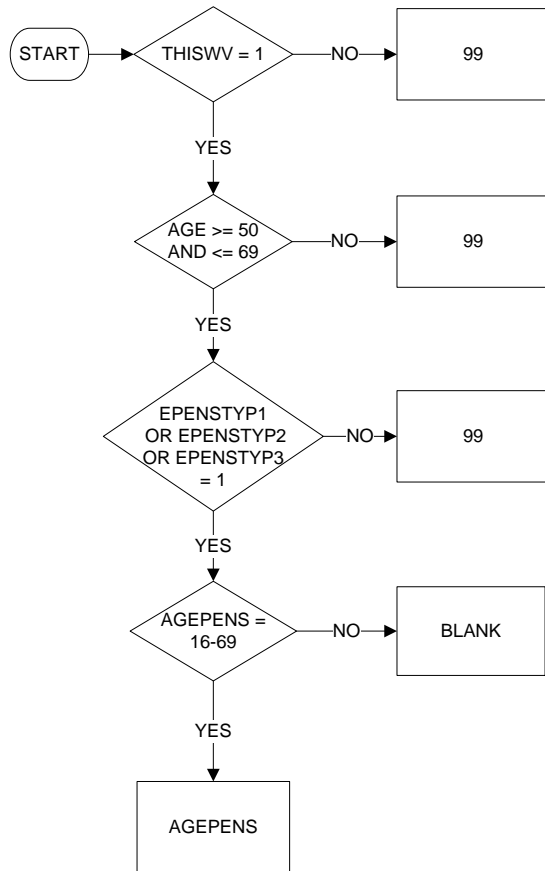 START
THISWV = 1
NO
99
YES
AGE >= 50
AND <= 69
NO
99
YES
EPENSTYP1
OR EPENSTYP2
OR EPENSTYP3
= 1
NO
99
YES
AGEPENS =
16-69
NO
BLANK
YES
AGEPENS